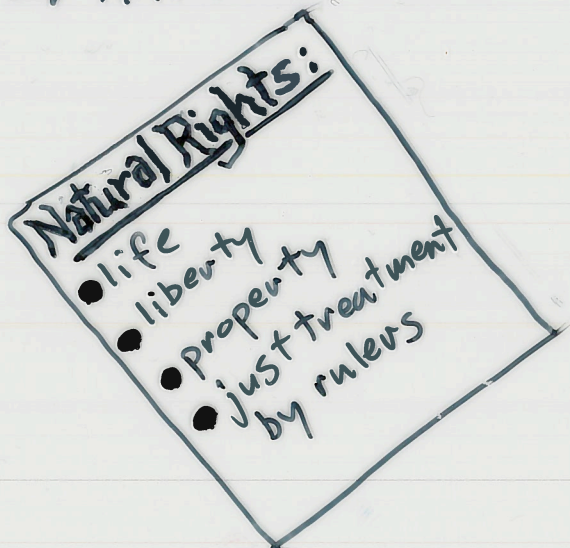 Natural Rights:
● life
● liberty
● property
● just treatment
by rulers